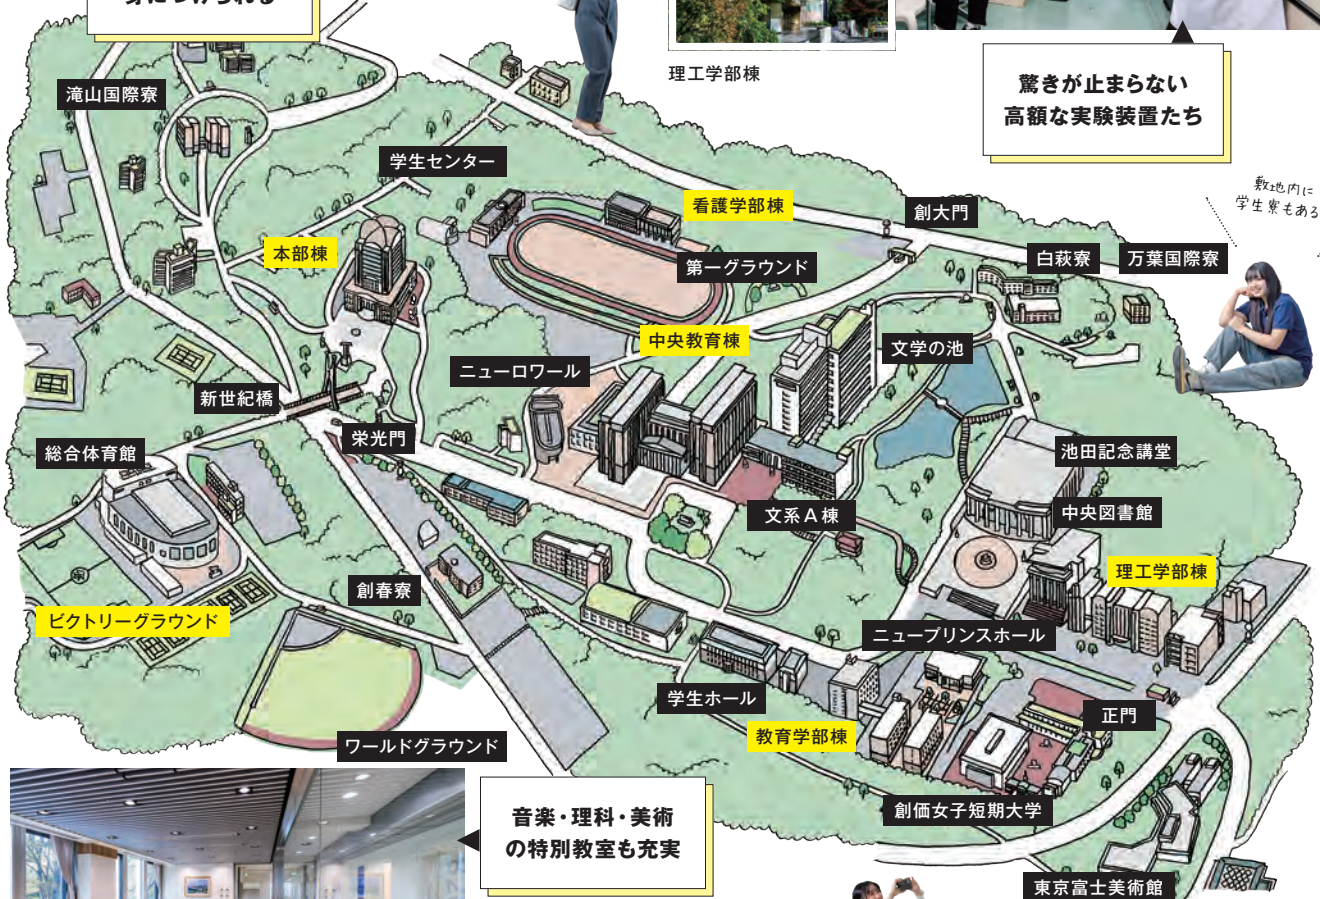 身につけられる
理工学部棟
驚きが止まらない
高額な実験装置たち
敷地内に
学生寮もある
滝山国際寮
学生センター
看護学部棟
創大門
本部棟
第一グラウンド
白萩寮
万葉国際寮
中央教育棟
文学の池
ニューロワール
新世紀橋
栄光門
総合体育館
池田記念講堂
中央図書館
文系A棟
理工学部棟
創春寮
ビクトリーグラウンド
ニュープリンスホール
学生ホール
正門
教育学部棟
ワールドグラウンド
創価女子短期大学
音楽・理科・美術
の特別教室も充実
東京富士美術館